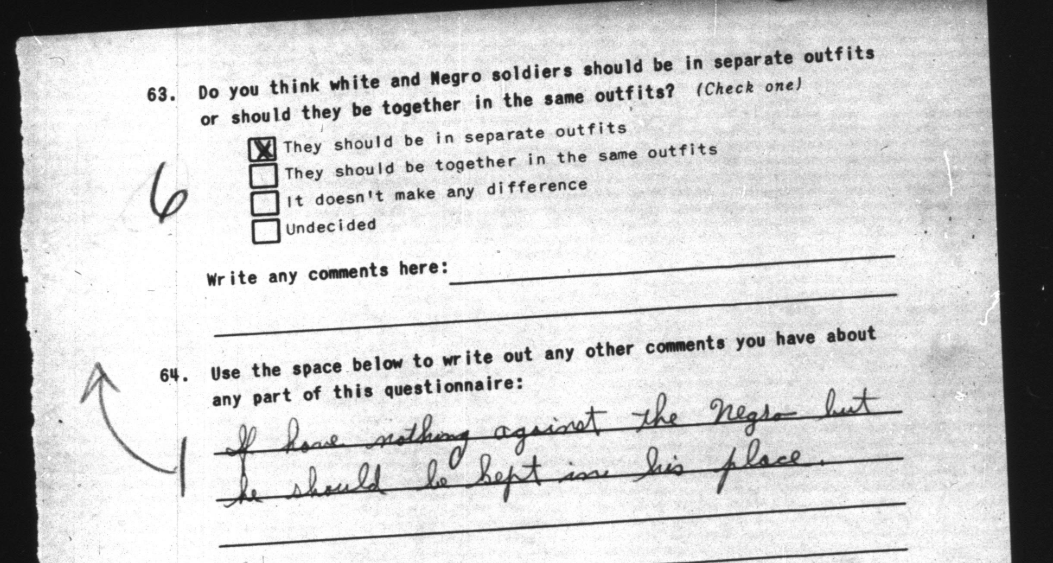 63. Do you think white and Negro soldiers should be in separate outfits
or should they be together in the same outfits? (Check one)
X They should be in separate outfits
They should be together in the same outfits
It doesn't make any difference
Undecided
6
Write any comments here:
64. Use the space below to write out any other comments you have about
any part of this questionnaire:
I have nothing against the Negro but
he should be kept in his place.